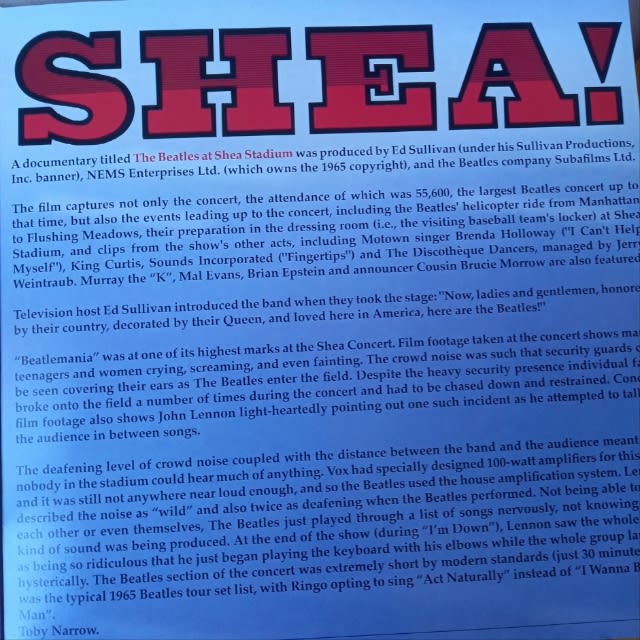 SHEA!
A documentary titled The Beatles at Shea Stadium was produced by Ed Sullivan (under his Sullivan Productions,
Inc. banner), NEMS Enterprises Ltd. (which owns the 1965 copyright), and the Beatles company Subafilms Ltd.
The film captures not only the concert, the attendance of which was 55,600, the largest Beatles concert up to
that time, but also the events leading up to the concert, including the Beatles' helicopter ride from Manhattan
to Flushing Meadows, their preparation in the dressing room (i.e., the visiting baseball team's locker) at Shea
Stadium, and clips from the show's other acts, including Motown singer Brenda Holloway ("I Can't Help
Myself"), King Curtis, Sounds Incorporated ("Fingertips") and The Discothèque Dancers, managed by Jerry
Weintraub. Murray the “K”, Mal Evans, Brian Epstein and announcer Cousin Brucie Morrow are also featured
Television host Ed Sullivan introduced the band when they took the stage: "Now, ladies and gentlemen, honore
by their country, decorated by their Queen, and loved here in America, here are the Beatles!"
“Beatlemania” was at one of its highest marks at the Shea Concert. Film footage taken at the concert shows ma
teenagers and women crying, screaming, and even fainting. The crowd noise was such that security guards c
be seen covering their ears as The Beatles enter the field. Despite the heavy security presence individual fa
broke onto the field a number of times during the concert and had to be chased down and restrained. Conc
film footage also shows John Lennon light-heartedly pointing out one such incident as he attempted to talk
the audience in between songs.
The deafening level of crowd noise coupled with the distance between the band and the audience meant
nobody in the stadium could hear much of anything. Vox had specially designed 100-watt amplifiers for this
and it was still not anywhere near loud enough, and so the Beatles used the house amplification system. Le
described the noise as “wild” and also twice as deafening when the Beatles performed. Not being able to
each other or even themselves, The Beatles just played through a list of songs nervously, not knowing
kind of sound was being produced. At the end of the show (during “I'm Down”), Lennon saw the whole
as being so ridiculous that he just began playing the keyboard with his elbows while the whole group la
hysterically. The Beatles section of the concert was extremely short by modern standards (just 30 minute
was the typical 1965 Beatles tour set list, with Ringo opting to sing “Act Naturally” instead of “I Wanna B
Man”.
Toby Narrow.